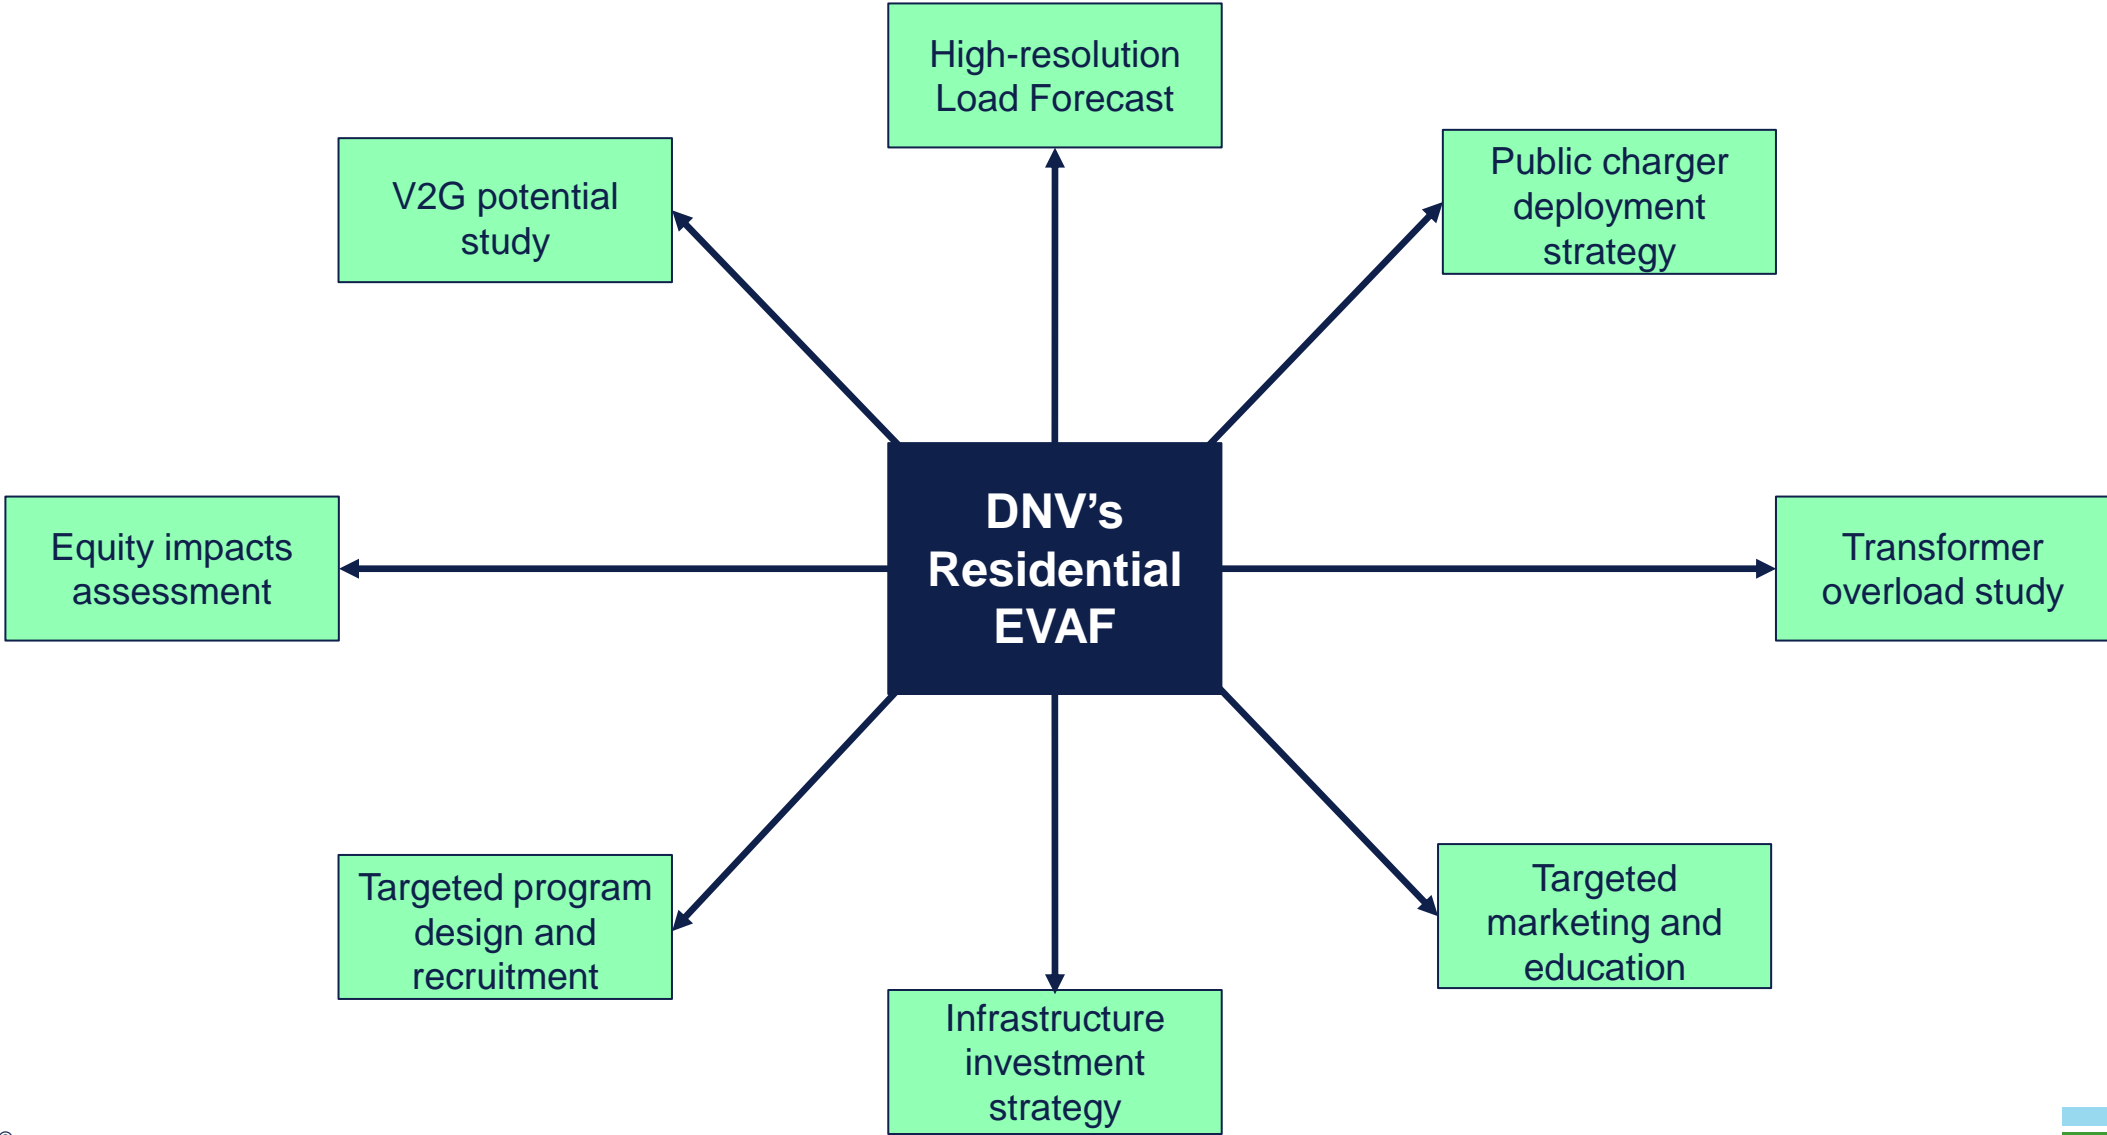 High-resolution
Load Forecast
Public charger
deployment
strategy
V2G potential
study
DNV’s
Residential
EVAF
Equity impacts
assessment
Transformer
overload study
Targeted program
design and
recruitment
Targeted
marketing and
education
Infrastructure
investment
strategy
©